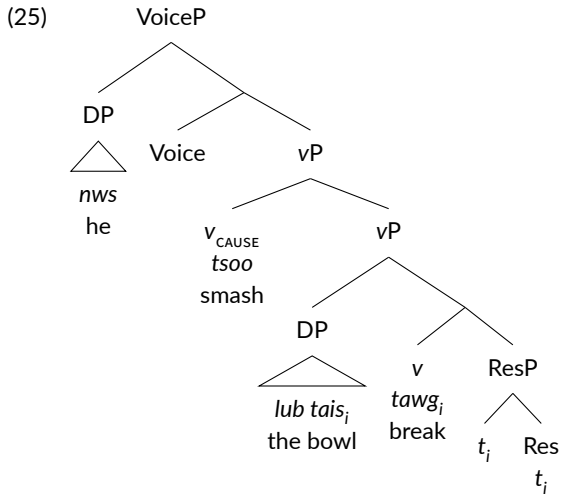 (25) VoiceP
DP
Voice vP
nws
he
vCAUSE vP
tsoo
smash
DP
v ResP
lub taisi tawgi
the bowl break
ti Res
ti